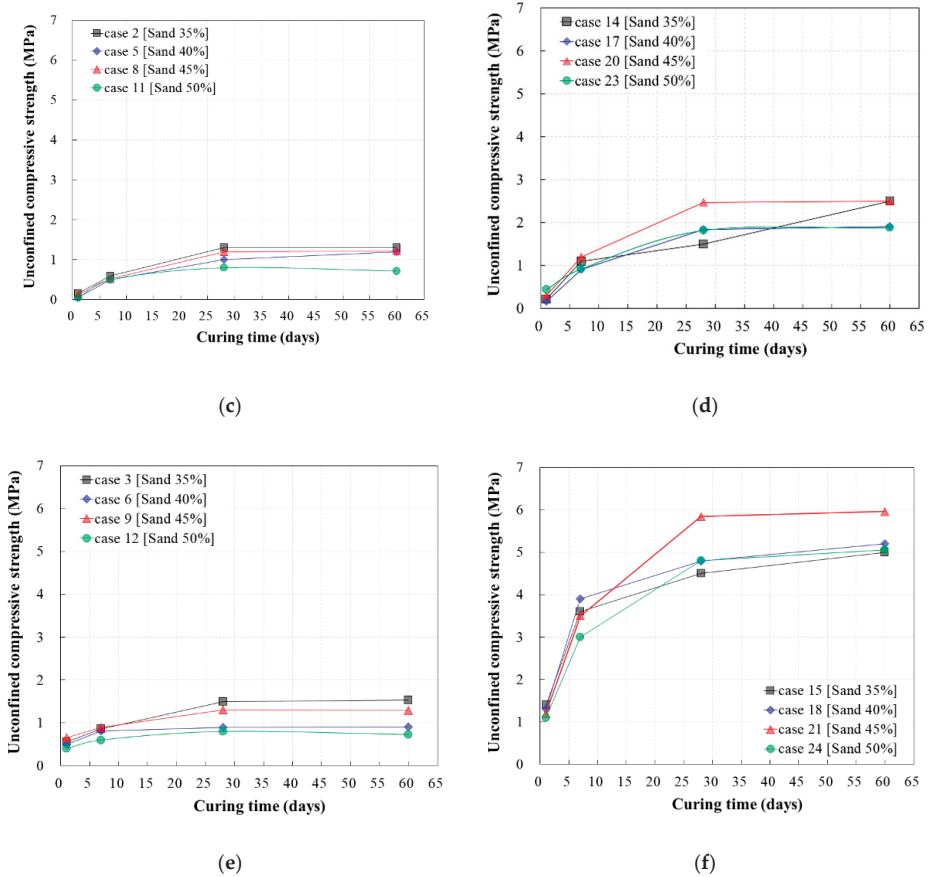 Unconfined compressive strength (MPa)
7
6
5
4
3
2
1
0
case 2 [Sand 35%]
case 5 [Sand 40%]
case 8 [Sand 45%]
case 11 [Sand 50%]
0 5 10 15 20 25 30 35 40 45 50 55 60 65
Curing time (days)
(c)
Unconfined compressive strength (MPa)
7
6
5
4
3
2
1
0
case 14 [Sand 35%]
case 17 [Sand 40%]
case 20 [Sand 45%]
case 23 [Sand 50%]
0 5 10 15 20 25 30 35 40 45 50 55 60 65
Curing time (days)
(d)
Unconfined compressive strength (MPa)
7
6
5
4
3
2
1
0
case 3 [Sand 35%]
case 6 [Sand 40%]
case 9 [Sand 45%]
case 12 [Sand 50%]
0 5 10 15 20 25 30 35 40 45 50 55 60 65
Curing time (days)
(e)
Unconfined compressive strength (MPa)
7
6
5
4
3
2
1
0
case 15 [Sand 35%]
case 18 [Sand 40%]
case 21 [Sand 45%]
case 24 [Sand 50%]
0 5 10 15 20 25 30 35 40 45 50 55 60 65
Curing time (days)
(f)